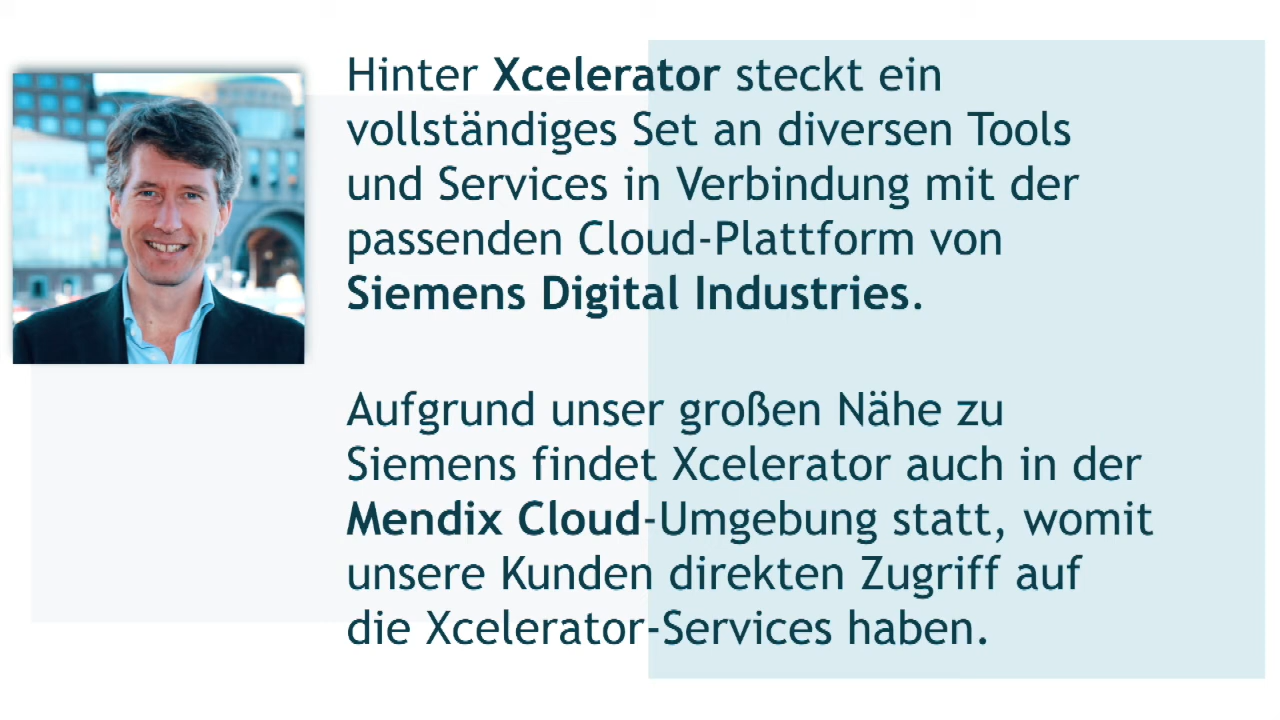 Hinter Xcelerator steckt ein
vollständiges Set an diversen Tools
und Services in Verbindung mit der
passenden Cloud-Plattform von
Siemens Digital Industries.
Aufgrund unser großen Nähe zu
Siemens findet Xcelerator auch in der
Mendix Cloud-Umgebung statt, womit
unsere Kunden direkten Zugriff auf
die Xcelerator-Services haben.